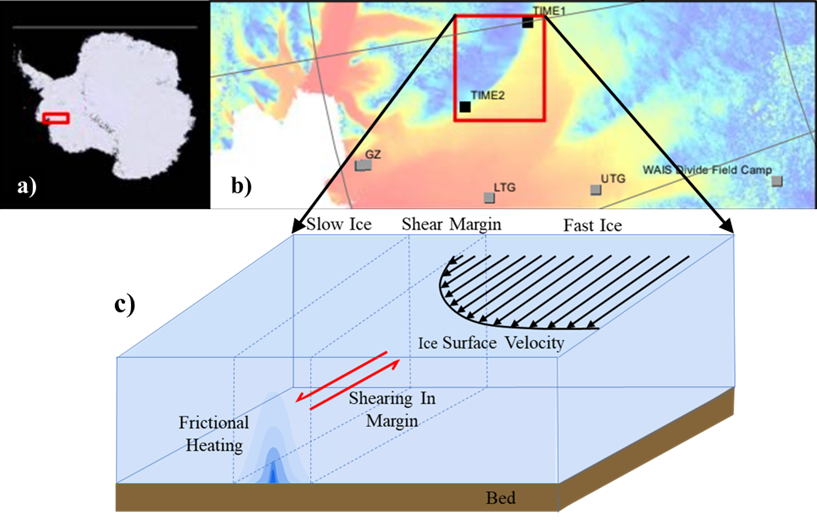 a)
b)
TIME1
TIME2
GZ
LTG
UTG
WAIS Divide Field Camp
c)
Slow Ice
Shear Margin
Fast Ice
Ice Surface Velocity
Shearing In
Margin
Frictional
Heating
Bed